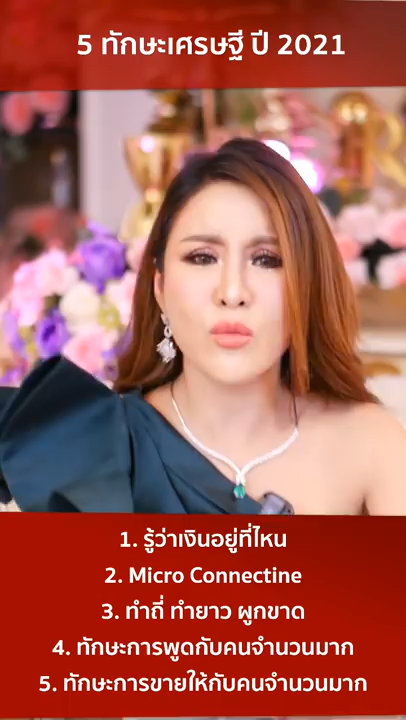 5 ทักษะเศรษฐี ปี 2021
1. รู้ว่าเงินอยู่ที่ไหน
2. Micro Connectine
3. ทำถี่ ทำยาว ผูกขาด
4. ทักษะการพูดกับคนจำนวนมาก
5. ทักษะการขายให้กับคนจำนวนมาก